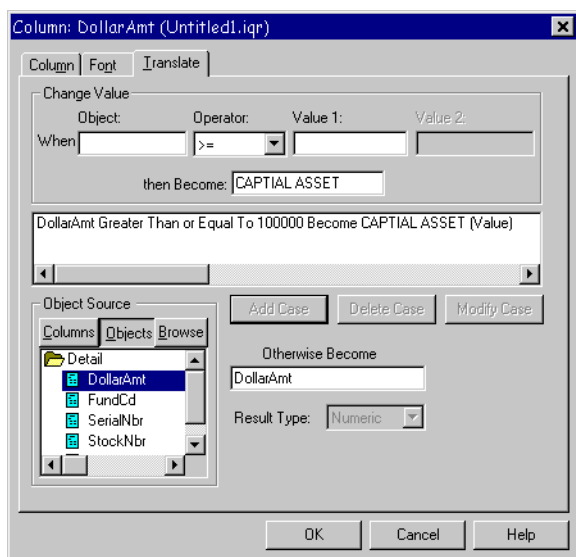 Column: DollarAmt (Untitled1.iqr)
Column Font Translate
Change Value
Object: Operator: Value 1: Value 2:
When >=
then Become: CAPTIAL ASSET
DollarAmt Greater Than or Equal To 100000 Become CAPTIAL ASSET (Value)
Object Source
Add Case Delete Case Modify Case
Columns Objects Browse
Detail
DollarAmt
FundCd
SerialNbr
StockNbr
Otherwise Become
DollarAmt
Result Type: Numeric
OK Cancel Help